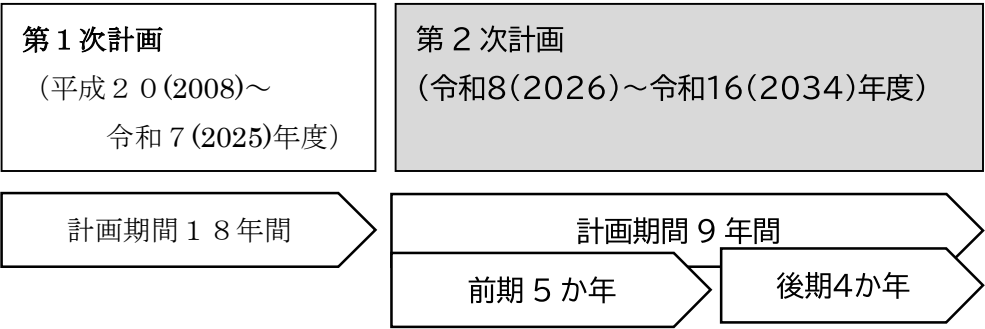 第１次計画
（平成２０(2008)～
令和７(2025)年度）
第２次計画
（令和8（2026）～令和16（2034）年度）
計画期間１８年間
計画期間９年間
前期５か年
後期4か年